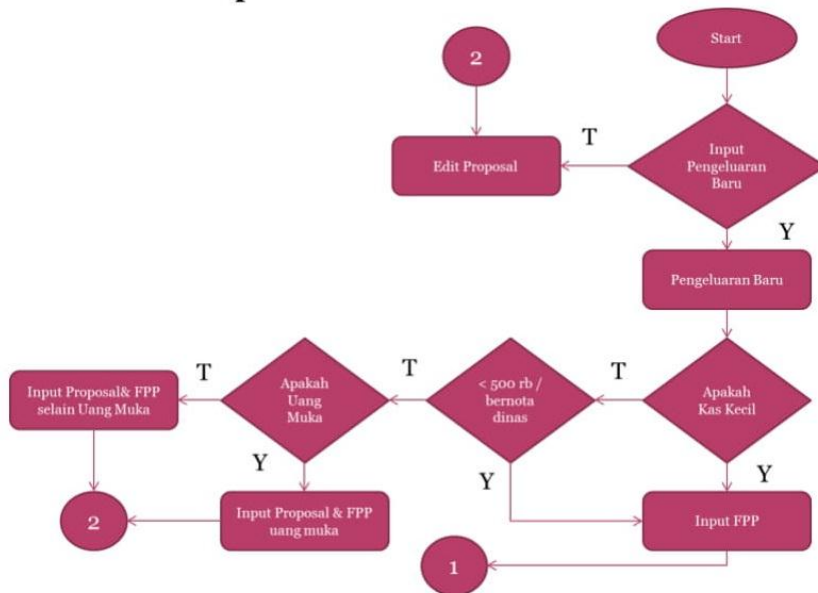 Start
2
T
Edit Proposal
Input
Pengeluaran
Baru
Y
Pengeluaran Baru
T
T
T
Input Proposal& FPP
selain Uang Muka
Apakah
Uang
Muka
< 500 rb /
bernota
dinas
Apakah
Kas Kecil
Y
Y
Y
2
Input Proposal & FPP
uang muka
Input FPP
1